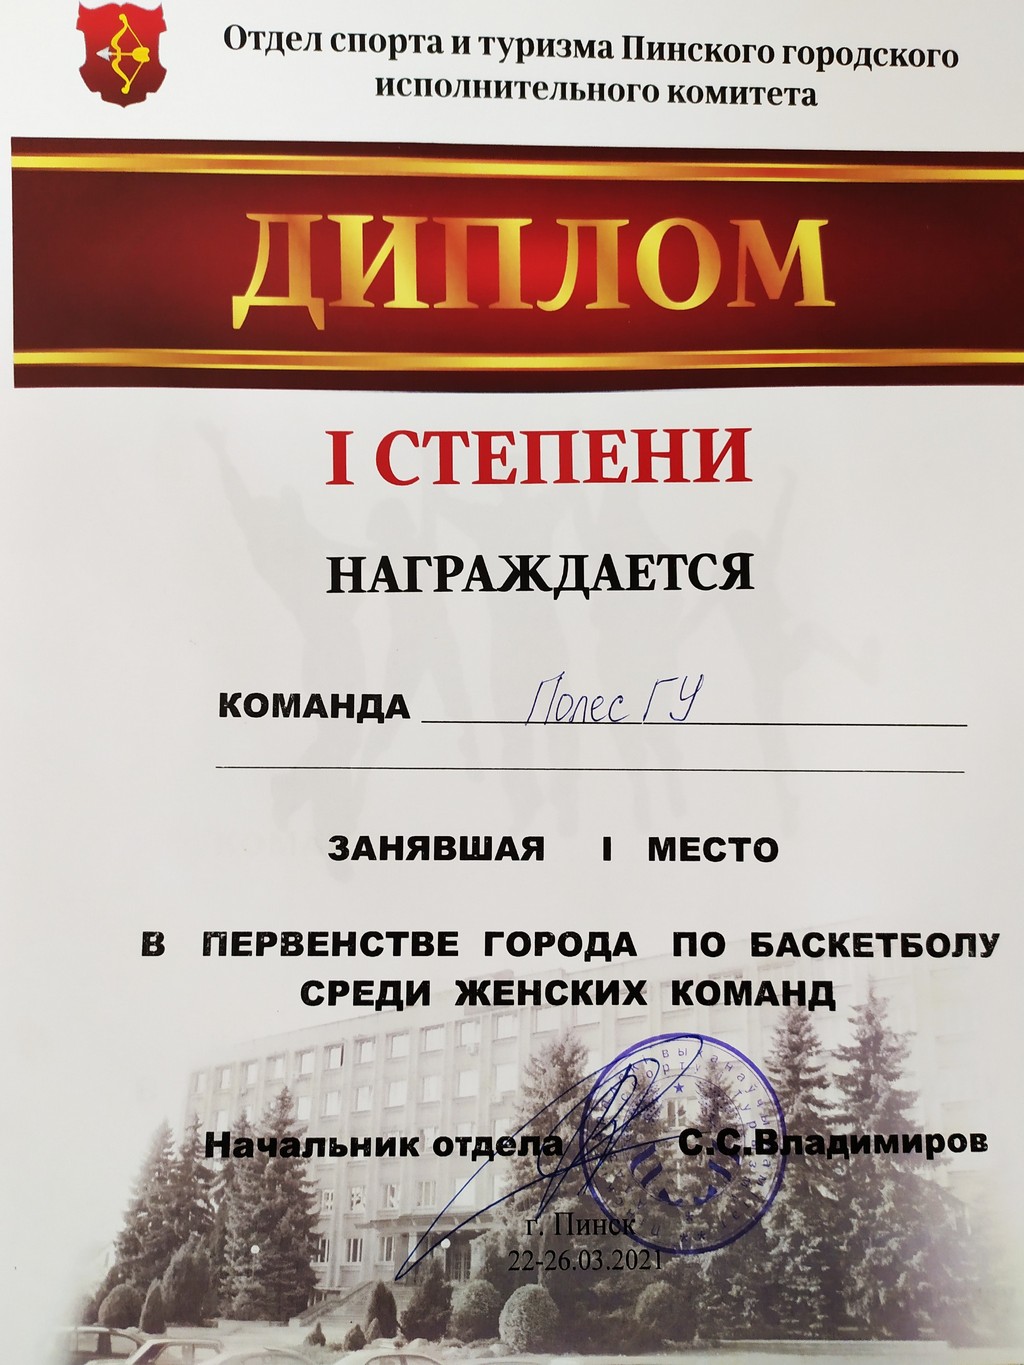 Отдел спорта и туризма Пинского городского
исполнительного комитета
ДИПЛОМ
I СТЕПЕНИ
НАГРАЖДАЕТСЯ
КОМАНДА Полес ГУ
ЗАНЯВШАЯ I МЕСТО
В ПЕРВЕНСТВЕ ГОРОДА ПО БАСКЕТБОЛУ
СРЕДИ ЖЕНСКИХ КОМАНД
Начальник отдела С.С.Владимиров
г. Пинск
22-26.03.2021